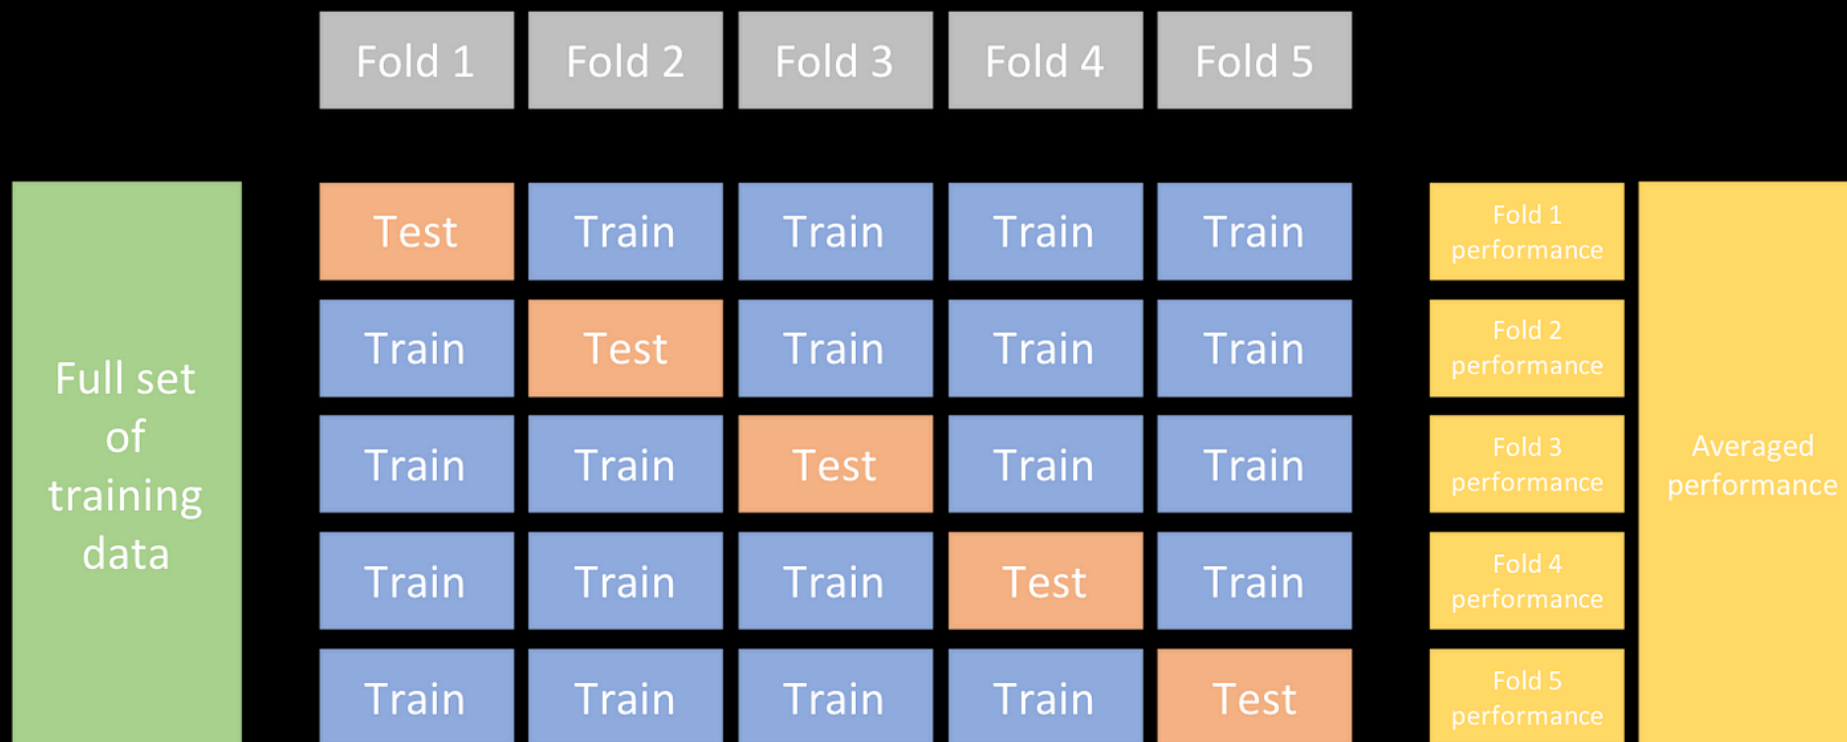 Fold 1
Fold 2
Fold 3
Fold 4
Fold 5
Full set
of
training
data
Test
Train
Train
Train
Train
Fold 1
performance
Train
Test
Train
Train
Train
Fold 2
performance
Train
Train
Test
Train
Train
Fold 3
performance
Train
Train
Train
Test
Train
Fold 4
performance
Train
Train
Train
Train
Test
Fold 5
performance
Averaged
performance